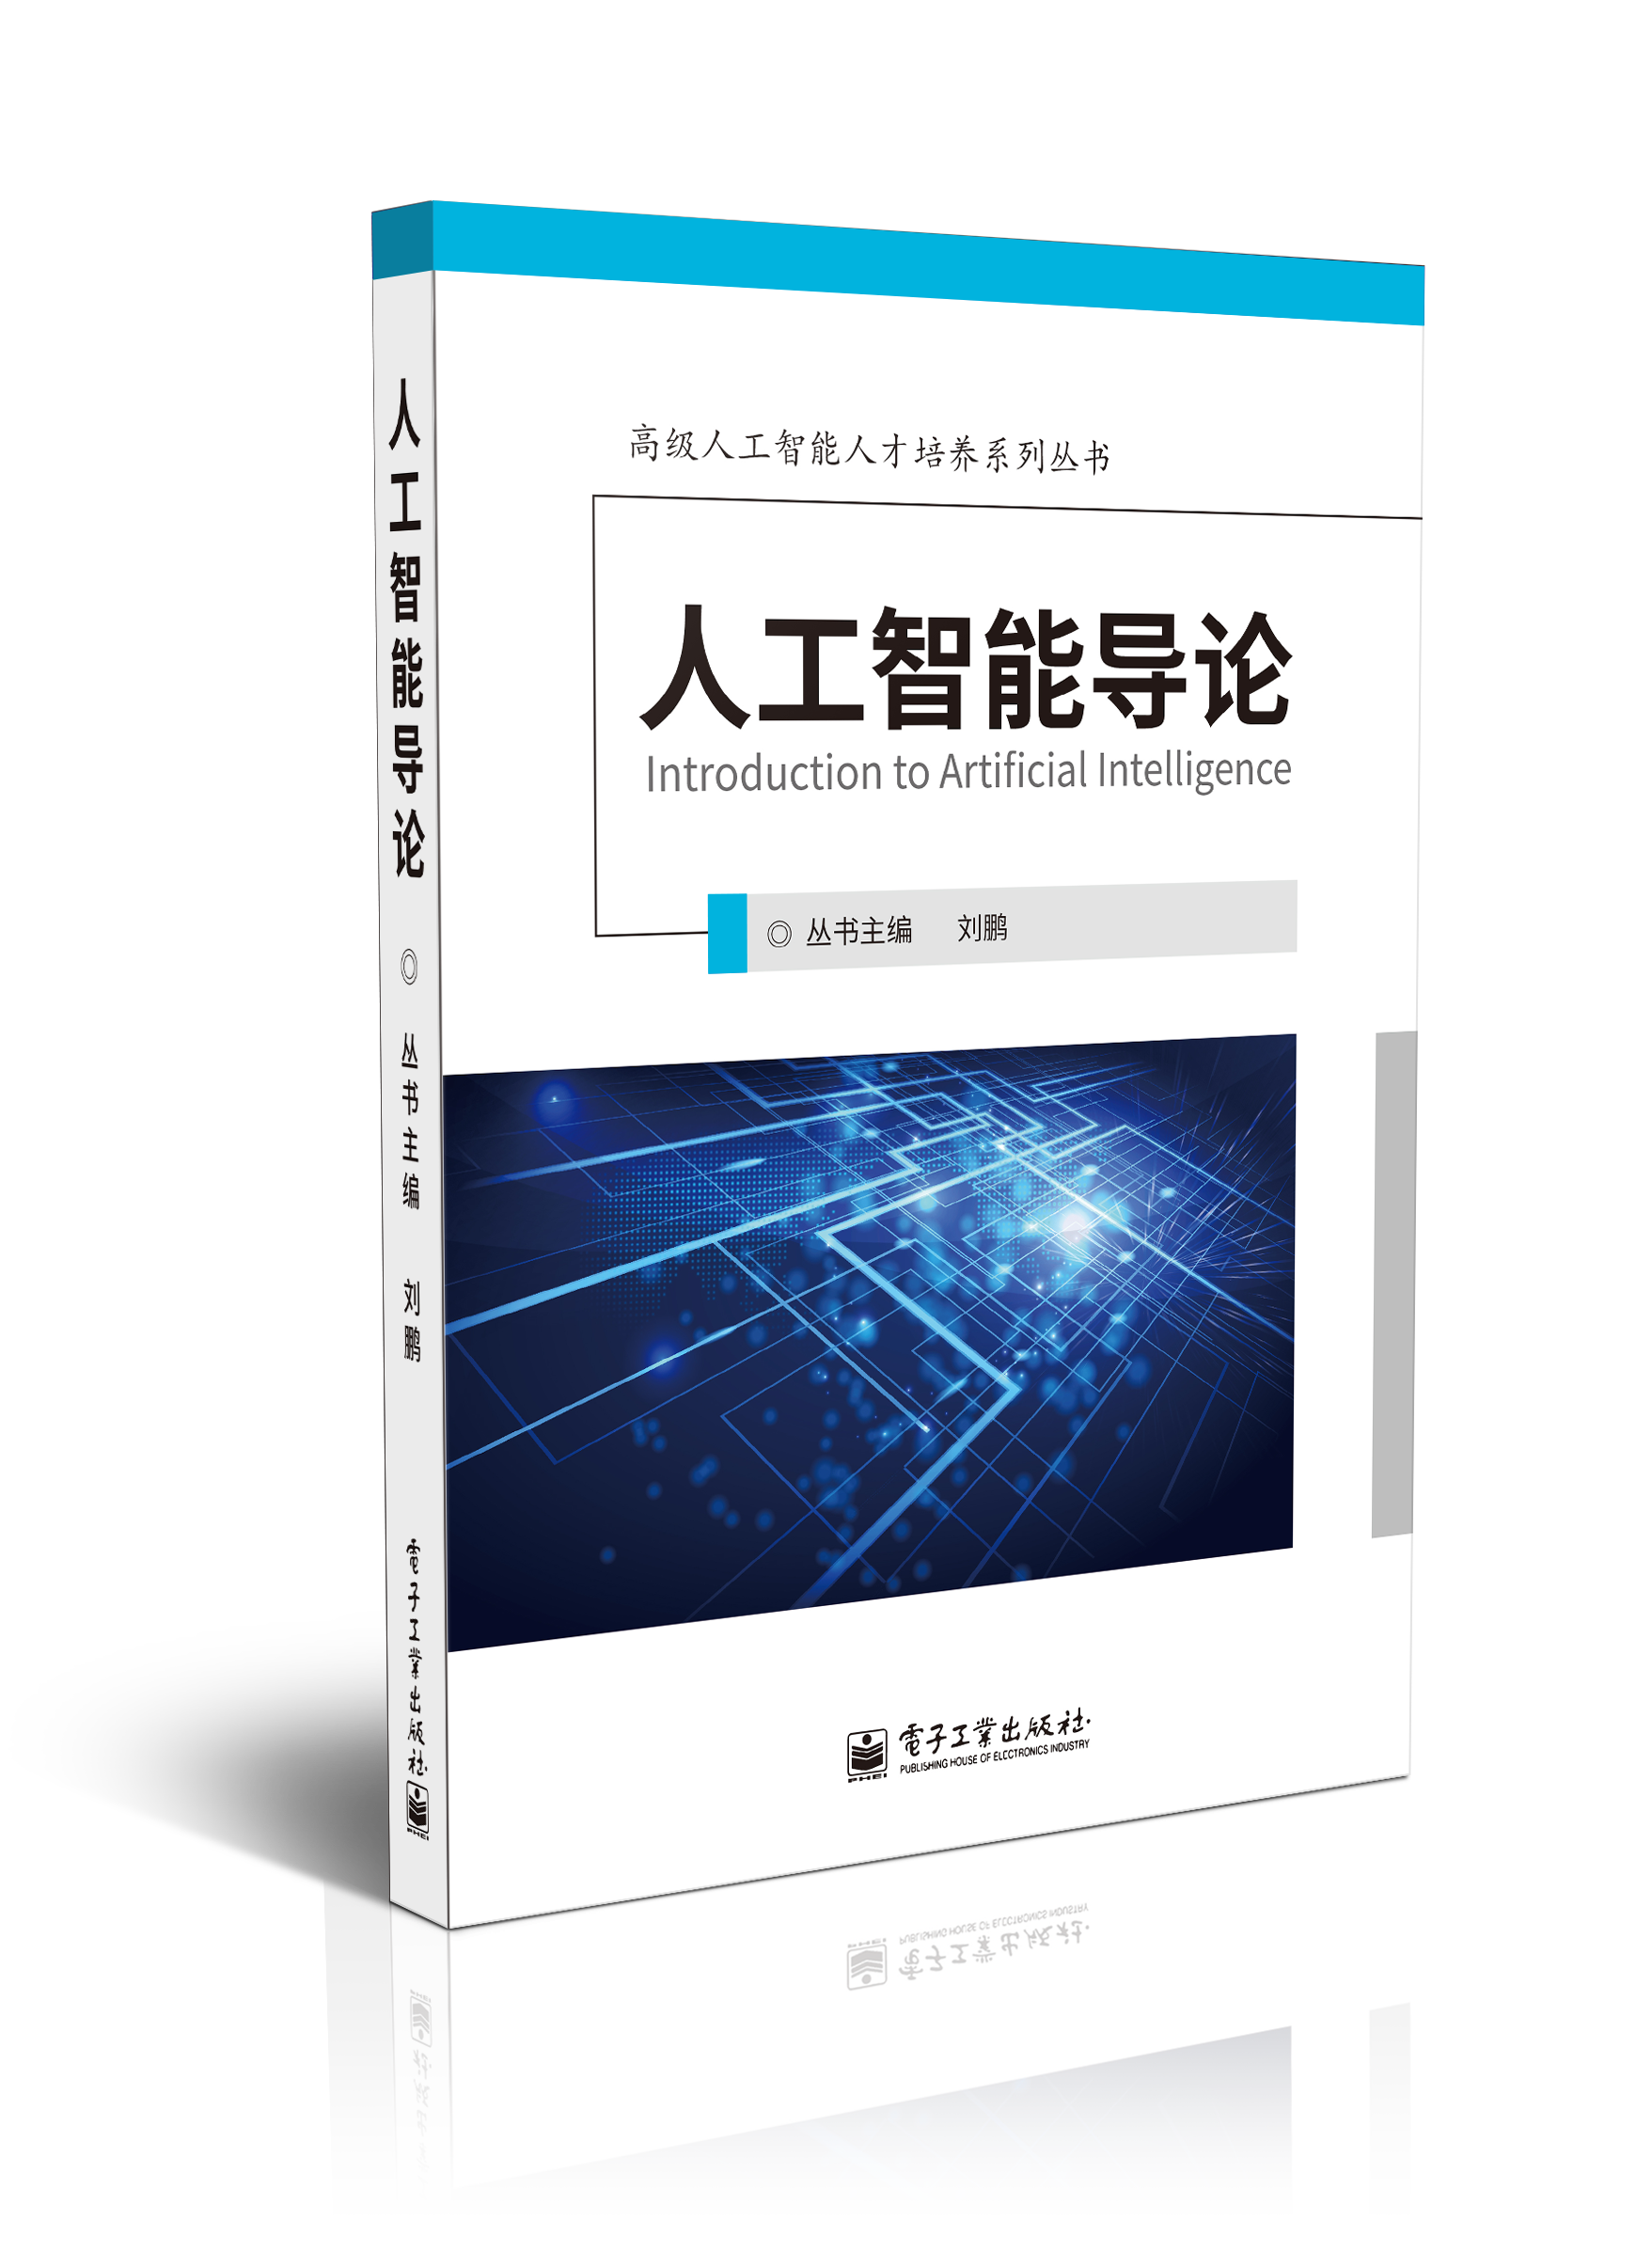 高级人工智能人才培养系列丛书
人工智能导论
Introduction to Artificial Intelligence
◎ 丛书主编 刘鹏
電子工業出版社.
PUBLISHING HOUSE OF ELECTRONICS INDUSTRY
PHEI
人工智能导论 ◎ 丛书主编 刘鹏 電子工業出版社.
PHEI